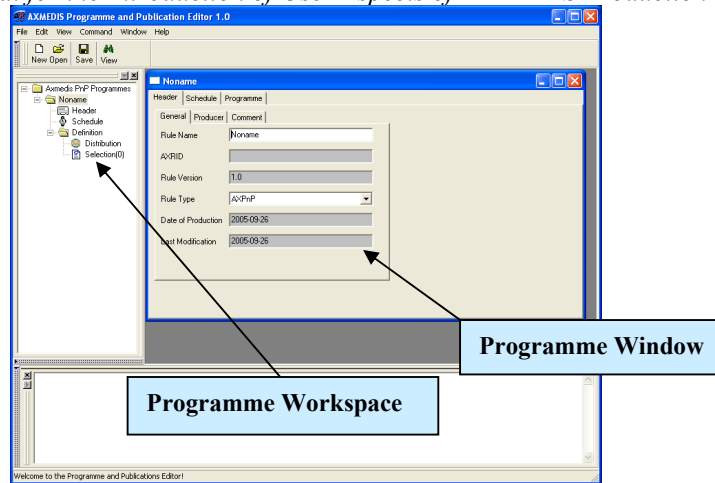 AXMEDIS Programme and Publication Editor 1.0
File Edit View Command Window Help
New Open Save View
Axmedis PnP Programmes
Noname
Header
Schedule
Definition
Distribution
Selection(0)
Noname
Header Schedule Programme
General Producer Comment
Rule Name Noname
AXRID
Rule Version 1.0
Rule Type AXPnP
Date of Production 2005-09-26
Last Modification 2005-09-26
Programme Window
Programme Workspace
Welcome to the Programme and Publications Editor!